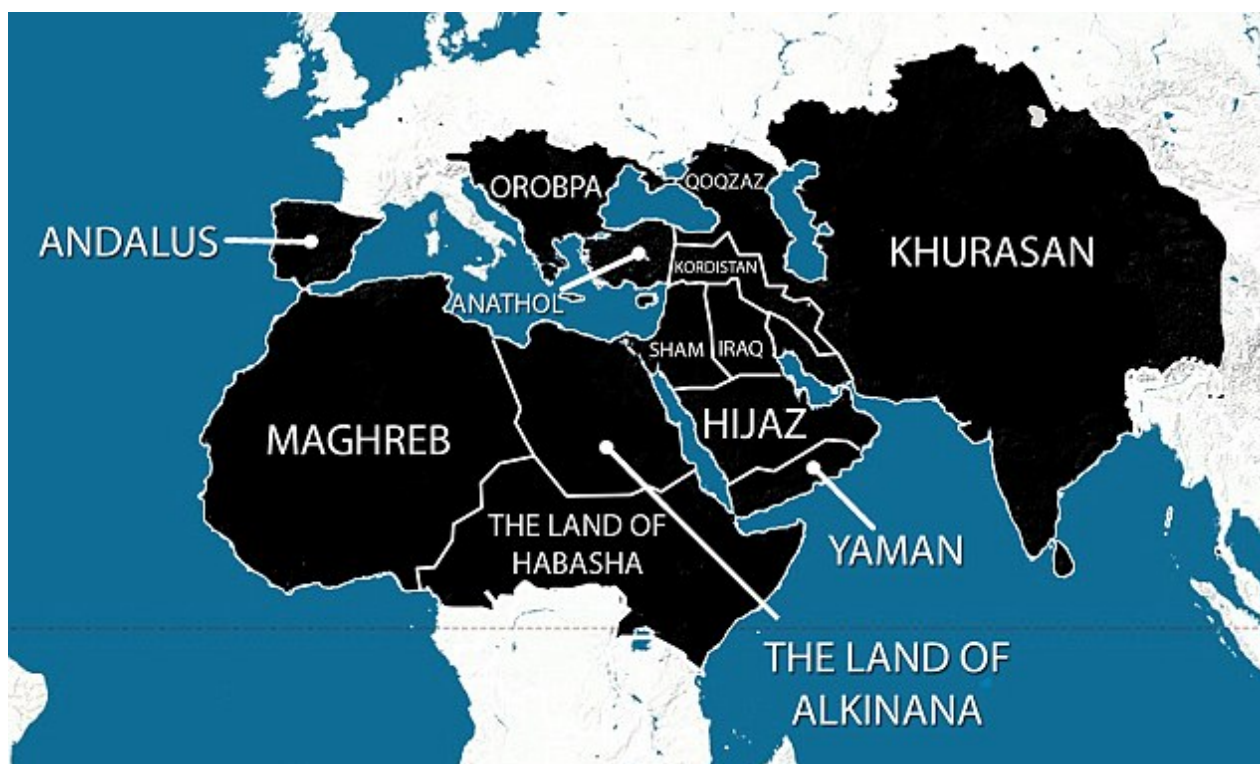 OROBPA
QOQZAZ
ANDALUS
KHURASAN
KORDISTAN
ANATHOL
SHAM
IRAQ
HIJAZ
MAGHREB
THE LAND OF
HABASHA
YAMAN
THE LAND OF
ALKINANA